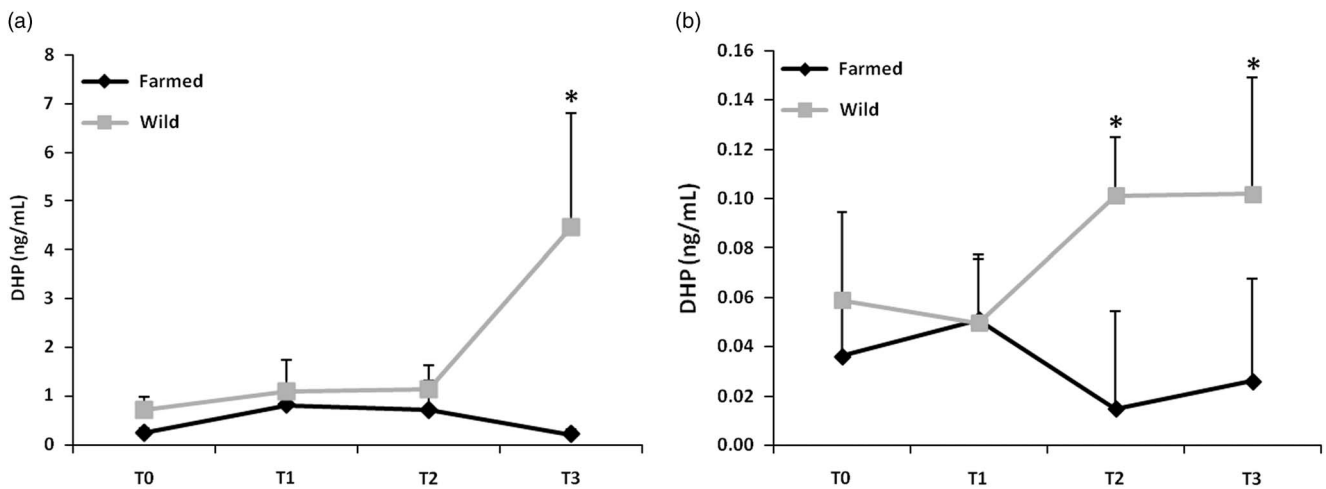 (a)
8
7
6
5
4
3
2
1
0
DHP (ng/mL)
Farmed
Wild
*
T0 T1 T2 T3
(b)
0.16
0.14
0.12
0.10
0.08
0.06
0.04
0.02
0.00
DHP (ng/mL)
Farmed
Wild
* *
T0 T1 T2 T3